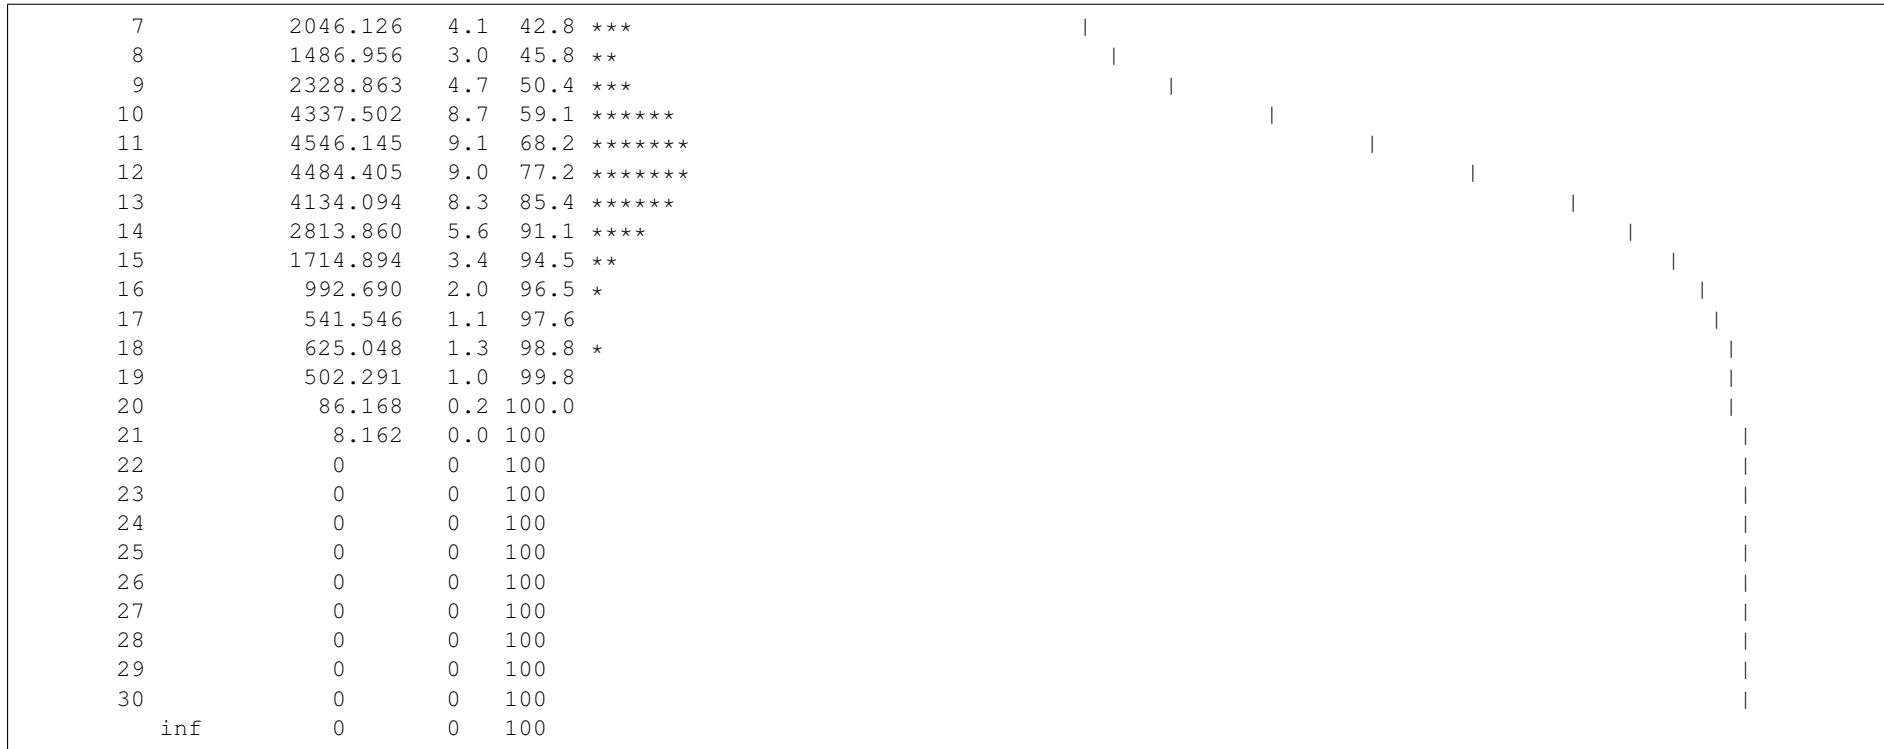 7 2046.126 4.1 42.8 *** |
8 1486.956 3.0 45.8 ** |
9 2328.863 4.7 50.4 *** |
10 4337.502 8.7 59.1 ****** |
11 4546.145 9.1 68.2 ******* |
12 4484.405 9.0 77.2 ******* |
13 4134.094 8.3 85.4 ****** |
14 2813.860 5.6 91.1 **** |
15 1714.894 3.4 94.5 ** |
16 992.690 2.0 96.5 * |
17 541.546 1.1 97.6 |
18 625.048 1.3 98.8 * |
19 502.291 1.0 99.8 |
20 86.168 0.2 100.0 |
21 8.162 0.0 100 |
22 0 0 100 |
23 0 0 100 |
24 0 0 100 |
25 0 0 100 |
26 0 0 100 |
27 0 0 100 |
28 0 0 100 |
29 0 0 100 |
30 0 0 100 |
inf 0 0 100